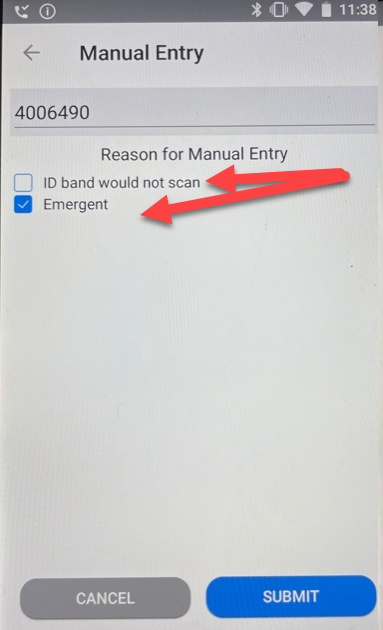 11:38
Manual Entry
4006490
Reason for Manual Entry
ID band would not scan
Emergent
CANCEL
SUBMIT